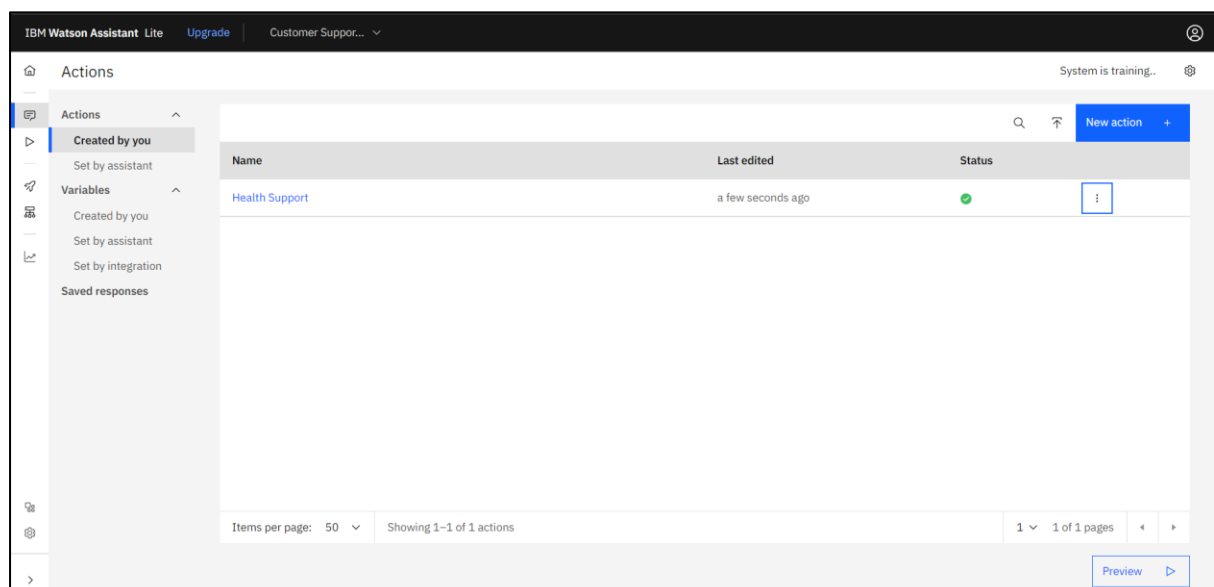 IBM Watson Assistant Lite Upgrade Customer Suppor...
Actions System is training..
Actions
Created by you
Set by assistant
Variables
Created by you
Set by assistant
Set by integration
Saved responses
New action +
Name Last edited Status
Health Support a few seconds ago
Items per page: 50 Showing 1–1 of 1 actions 1 1 of 1 pages
Preview